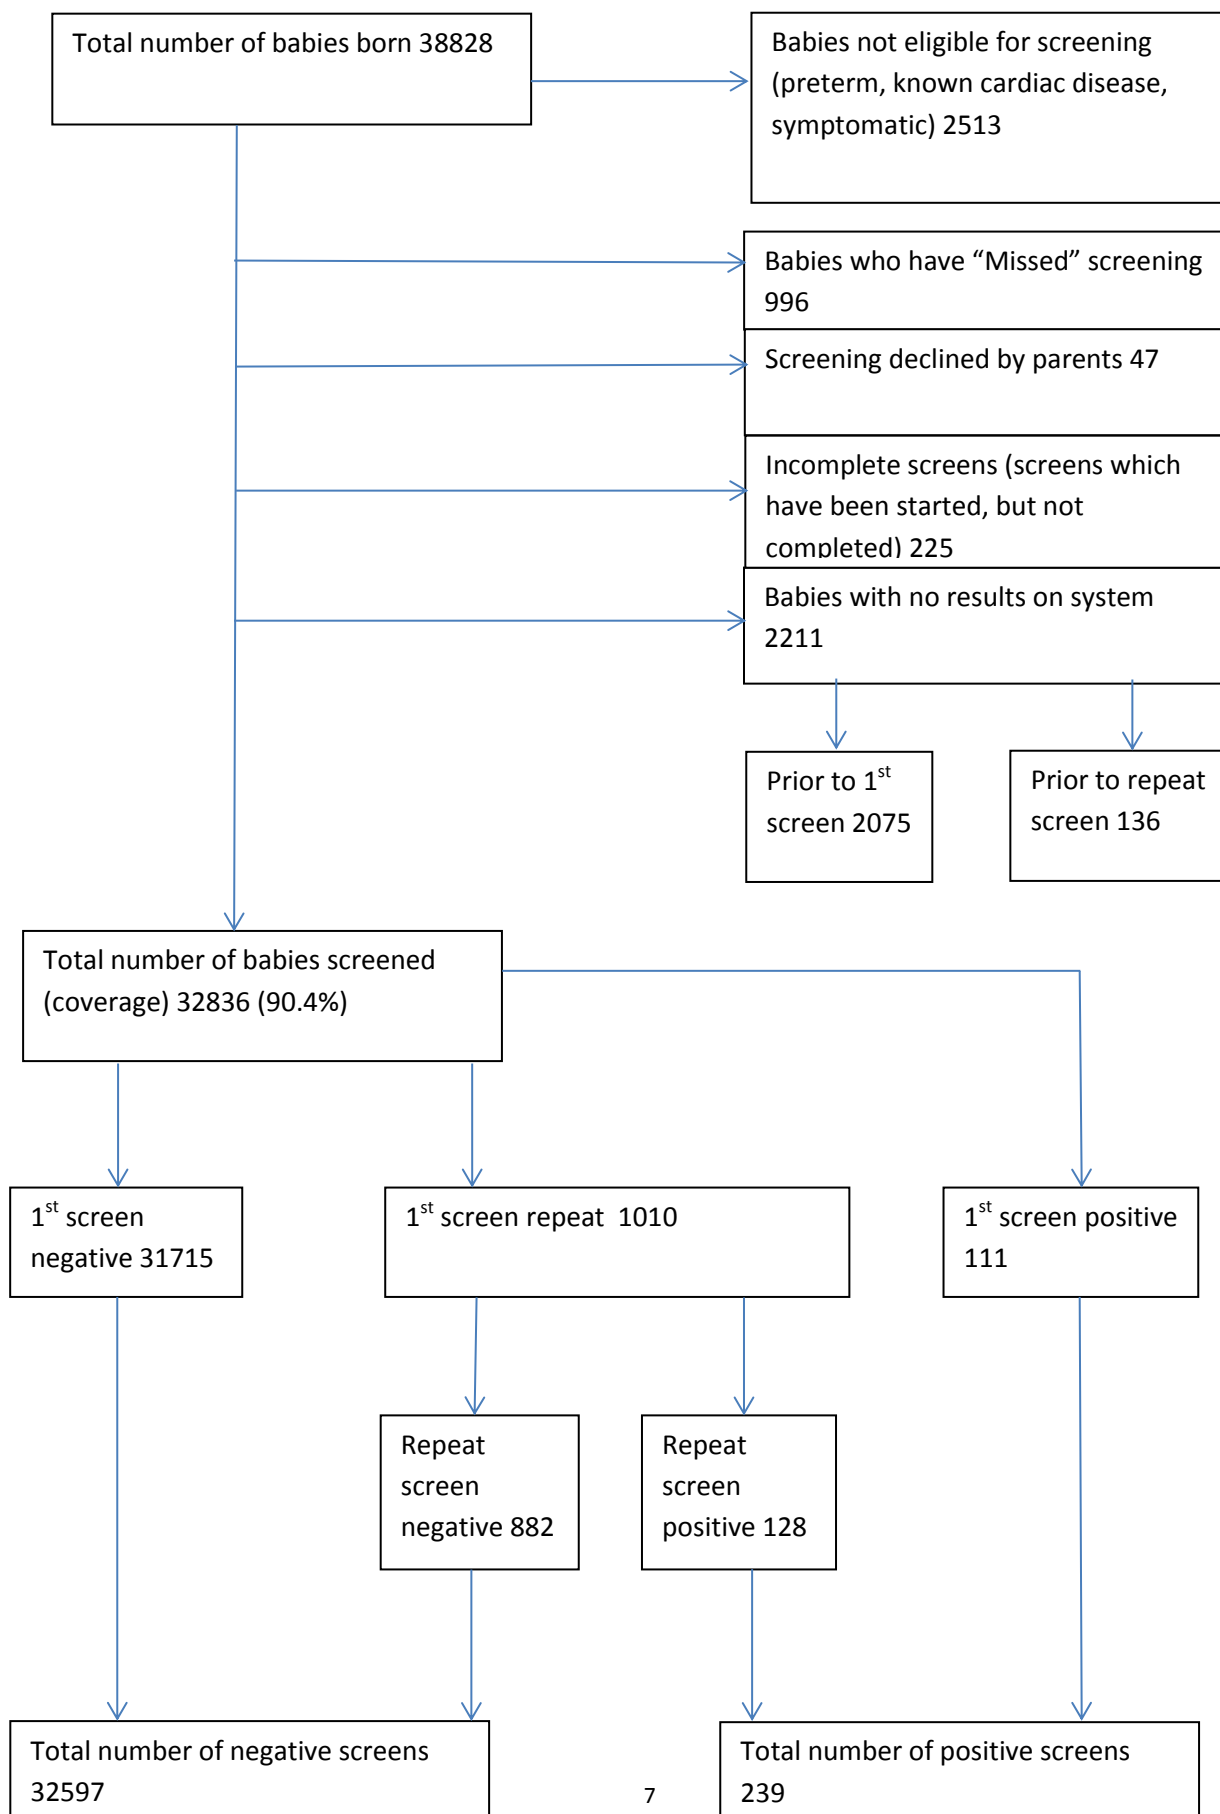 Total number of babies born 38828
Babies not eligible for screening
(preterm, known cardiac disease,
symptomatic) 2513
Babies who have “Missed” screening
996
Screening declined by parents 47
Incomplete screens (screens which
have been started, but not
completed) 225
Babies with no results on system
2211
Prior to 1st
screen 2075
Prior to repeat
screen 136
Total number of babies screened
(coverage) 32836 (90.4%)
1st screen
negative 31715
1st screen repeat 1010
1st screen positive
111
Repeat
screen
negative 882
Repeat
screen
positive 128
Total number of negative screens
32597
Total number of positive screens
239
7